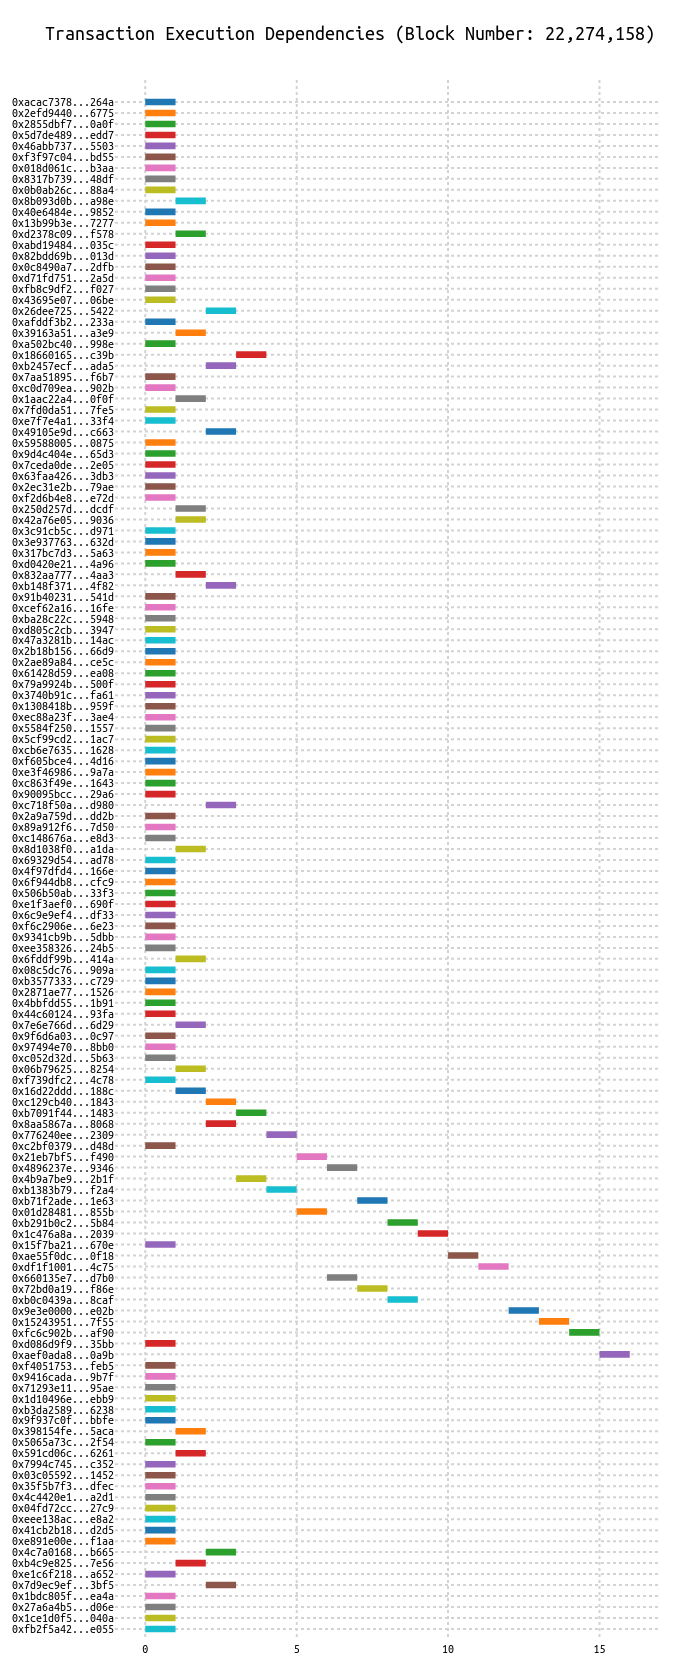 Transaction Execution Dependencies (Block Number: 22,274,158)
0xacac7378...264a
0x2efd9440...6775
0x2855dbf7...0a0f
0x5d7de489...edd7
0x46abb737...5503
0xf3f97c04...bd55
0x018d061c...b3aa
0x8317b739...48df
0x0b0ab26c...88a4
0x8b093d0b...a98e
0x40e6484e...9852
0x13b99b3e...7277
0xd2378c09...f578
0xabd19484...035c
0x82bdd69b...013d
0x0c8490a7...2dfb
0xd71fd751...2a5d
0xfb8c9df2...f027
0x43695e07...06be
0x26dee725...5422
0xafddf3b2...233a
0x39163a51...a3e9
0xa502bc40...998e
0x18660165...c39b
0xb2457ecf...ada5
0x7aa51895...f6b7
0xc0d709ea...902b
0x1aac22a4...0f0f
0x7fd0da51...7fe5
0xe7f7e4a1...33f4
0x49105e9d...c663
0x59588005...0875
0x9d4c404e...65d3
0x7ceda0de...2e05
0x63faa426...3db3
0x2ec31e2b...79ae
0xf2d6b4e8...e72d
0x250d257d...dcdf
0x42a76e05...9036
0x3c91cb5c...d971
0x3e937763...632d
0x317bc7d3...5a63
0xd0420e21...4a96
0x832aa777...4aa3
0xb148f371...4f82
0x91b40231...541d
0xcef62a16...16fe
0xba28c22c...5948
0xd805c2cb...3947
0x47a3281b...14ac
0x2b18b156...66d9
0x2ae89a84...ce5c
0x61428d59...ea08
0x79a9924b...500f
0x3740b91c...fa61
0x1308418b...959f
0xec88a23f...3ae4
0x5584f250...1557
0x5cf99cd2...1ac7
0xcb6e7635...1628
0xf605bce4...4d16
0xe3f46986...9a7a
0xc863f49e...1643
0x90095bcc...29a6
0xc718f50a...d980
0x2a9a759d...dd2b
0x89a912f6...7d50
0xc148676a...e8d3
0x8d1038f0...a1da
0x69329d54...ad78
0x4f97dfd4...166e
0x6f944db8...cfc9
0x506b50ab...33f3
0xe1f3aef0...690f
0x6c9e9ef4...df33
0xf6c2906e...6e23
0x9341cb9b...5dbb
0xee358326...24b5
0x6fddf99b...414a
0x08c5dc76...909a
0xb3577333...c729
0x2871ae77...1526
0x4bbfdd55...1b91
0x44c60124...93fa
0x7e6e766d...6d29
0x9f6d6a03...0c97
0x97494e70...8bb0
0xc052d32d...5b63
0x06b79625...8254
0xf739dfc2...4c78
0x16d22ddd...188c
0xc129cb40...1843
0xb7091f44...1483
0x8aa5867a...8068
0x776240ee...2309
0xc2bf0379...d48d
0x21eb7bf5...f490
0x4896237e...9346
0x4b9a7be9...2b1f
0xb1383b79...f2a4
0xb71f2ade...1e63
0x01d28481...855b
0xb291b0c2...5b84
0x1c476a8a...2039
0x15f7ba21...670e
0xae55f0dc...0f18
0xdf1f1001...4c75
0x660135e7...d7b0
0x72bd0a19...f86e
0xb0c0439a...8caf
0x9e3e0000...e02b
0x15243951...7f55
0xfc6c902b...af90
0xd086d9f9...35bb
0xaef0ada8...0a9b
0xf4051753...feb5
0x9416cada...9b7f
0x71293e11...95ae
0x1d10496e...ebb9
0xb3da2589...6238
0x9f937c0f...bbfe
0x398154fe...5aca
0x5065a73c...2f54
0x591cd06c...6261
0x7994c745...c352
0x03c05592...1452
0x35f5b7f3...dfec
0x4c4420e1...a2d1
0x04fd72cc...27c9
0xeee138ac...e8a2
0x41cb2b18...d2d5
0xe891e00e...f1aa
0x4c7a0168...b665
0xb4c9e825...7e56
0xe1c6f218...a652
0x7d9ec9ef...3bf5
0x1bdc805f...ea4a
0x27a6a4b5...d06e
0x1ce1d0f5...040a
0xfb2f5a42...e055
0 5 10 15